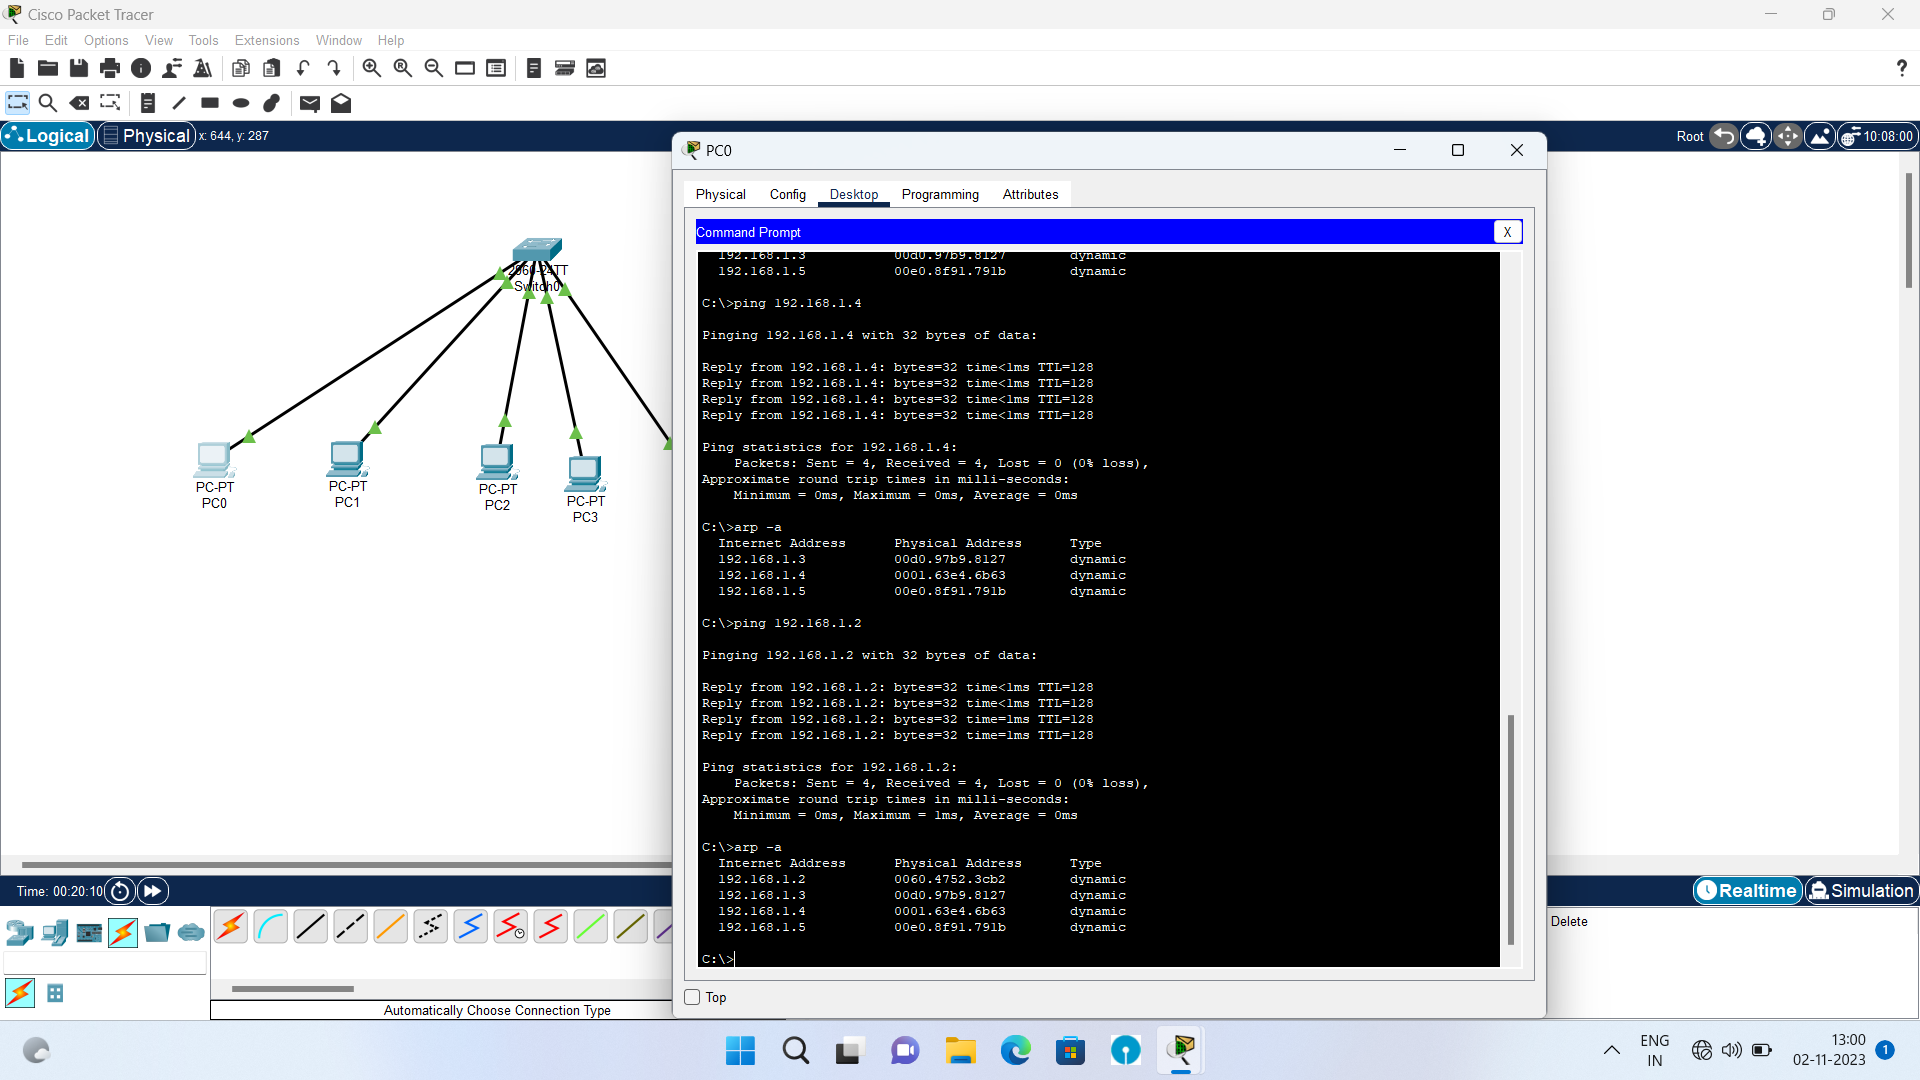 Cisco Packet Tracer
File Edit Options View Tools Extensions Window Help
?
Logical Physical x: 644, y: 287
Root 10:08:00
2960-24TT
Switch0
PC-PT
PC0
PC-PT
PC1
PC-PT
PC2
PC-PT
PC3
PC0
Physical Config Desktop Programming Attributes
Command Prompt X
192.168.1.3 00d0.97b9.8127 dynamic
192.168.1.5 00e0.8f91.791b dynamic
C:\>ping 192.168.1.4
Pinging 192.168.1.4 with 32 bytes of data:
Reply from 192.168.1.4: bytes=32 time<1ms TTL=128
Reply from 192.168.1.4: bytes=32 time<1ms TTL=128
Reply from 192.168.1.4: bytes=32 time<1ms TTL=128
Reply from 192.168.1.4: bytes=32 time<1ms TTL=128
Ping statistics for 192.168.1.4:
Packets: Sent = 4, Received = 4, Lost = 0 (0% loss),
Approximate round trip times in milli-seconds:
Minimum = 0ms, Maximum = 0ms, Average = 0ms
C:\>arp -a
Internet Address Physical Address Type
192.168.1.3 00d0.97b9.8127 dynamic
192.168.1.4 0001.63e4.6b63 dynamic
192.168.1.5 00e0.8f91.791b dynamic
C:\>ping 192.168.1.2
Pinging 192.168.1.2 with 32 bytes of data:
Reply from 192.168.1.2: bytes=32 time<1ms TTL=128
Reply from 192.168.1.2: bytes=32 time<1ms TTL=128
Reply from 192.168.1.2: bytes=32 time=1ms TTL=128
Reply from 192.168.1.2: bytes=32 time=1ms TTL=128
Ping statistics for 192.168.1.2:
Packets: Sent = 4, Received = 4, Lost = 0 (0% loss),
Approximate round trip times in milli-seconds:
Minimum = 0ms, Maximum = 1ms, Average = 0ms
C:\>arp -a
Internet Address Physical Address Type
192.168.1.2 0060.4752.3cb2 dynamic
192.168.1.3 00d0.97b9.8127 dynamic
192.168.1.4 0001.63e4.6b63 dynamic
192.168.1.5 00e0.8f91.791b dynamic
C:\>
Top
Time: 00:20:10
Realtime Simulation
Delete
Automatically Choose Connection Type
ENG
IN
13:00
02-11-2023
1